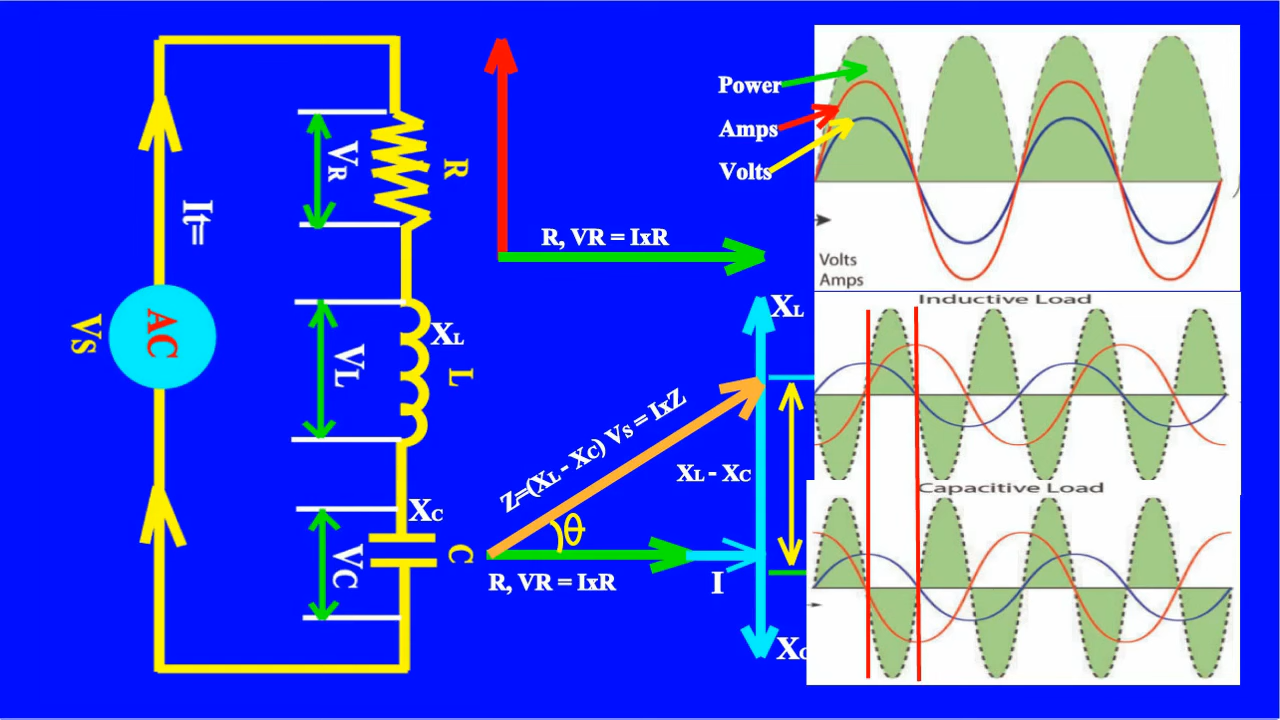 It=
AC
VS
VR
R
VL
XL
L
XC
VC
C
R, VR = IxR
Z=(XL - XC) VS = IxZ
θ
R, VR = IxR
I
XL
XL - XC
XC
Power
Amps
Volts
Volts
Amps
Inductive Load
Capacitive Load